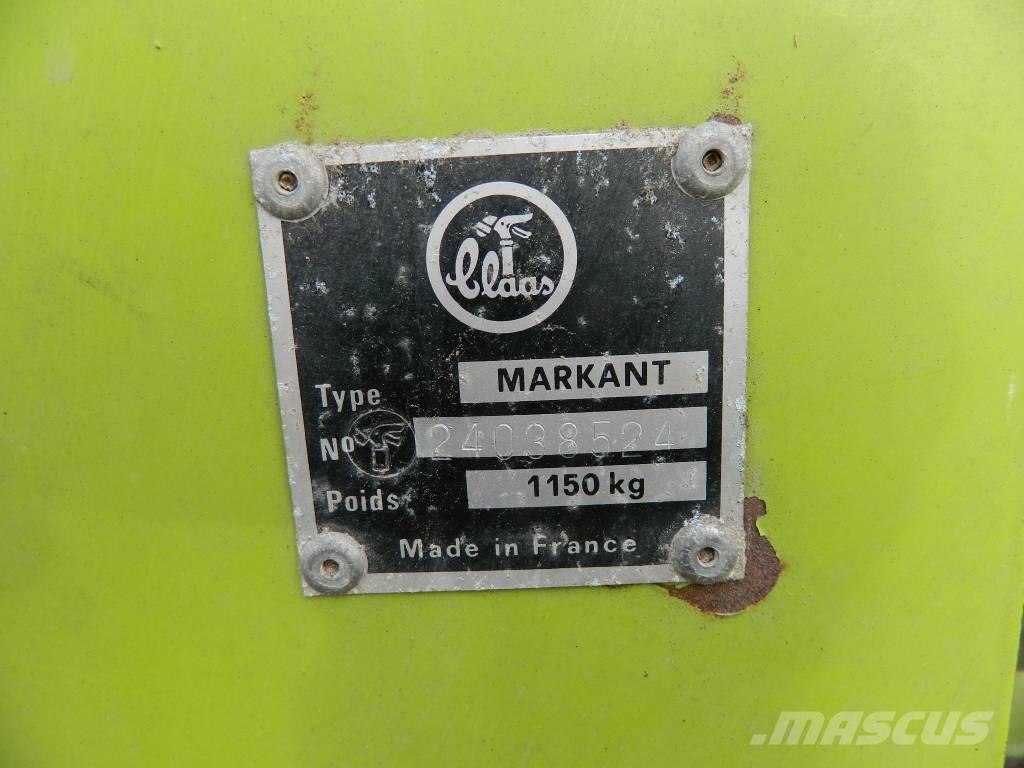 Claas
Type MARKANT
No 24038524
Poids 1150 kg
Made in France
MASCUS